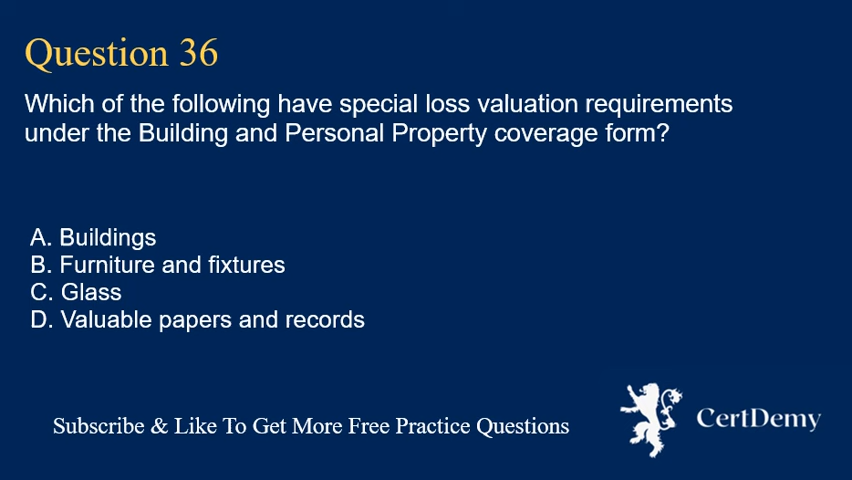 Question 36
Which of the following have special loss valuation requirements
under the Building and Personal Property coverage form?
A. Buildings
B. Furniture and fixtures
C. Glass
D. Valuable papers and records
Subscribe & Like To Get More Free Practice Questions
CertDemy